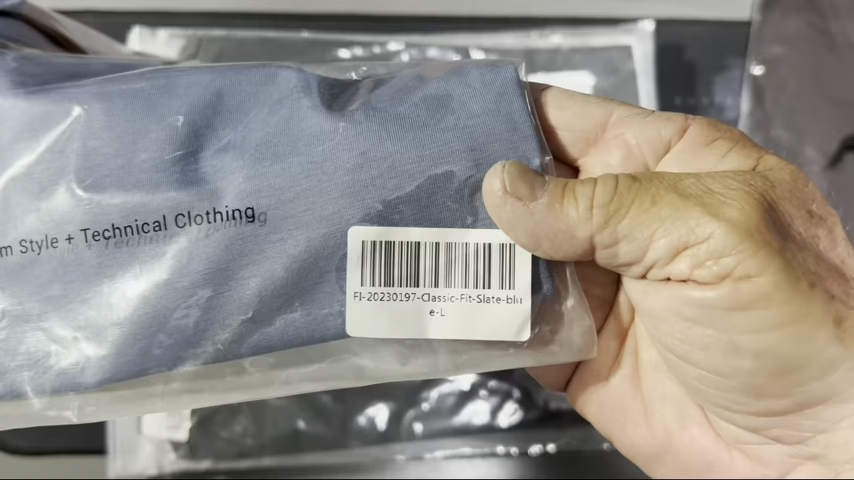 m Style + Technical Clothing
FI-20230197-Classic-Fit-Slate-blu
e-L